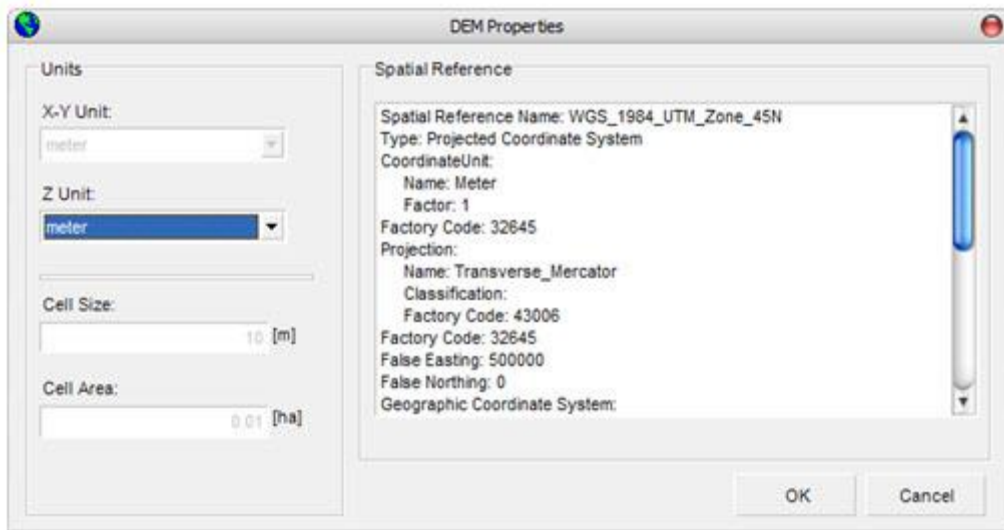 DEM Properties
Units
X-Y Unit:
meter
Z Unit:
meter
Cell Size:
10 [m]
Cell Area:
0.01 [ha]
Spatial Reference
Spatial Reference Name: WGS_1984_UTM_Zone_45N
Type: Projected Coordinate System
CoordinateUnit:
Name: Meter
Factor: 1
Factory Code: 32645
Projection:
Name: Transverse_Mercator
Classification:
Factory Code: 43006
Factory Code: 32645
False Easting: 500000
False Northing: 0
Geographic Coordinate System:
OK
Cancel